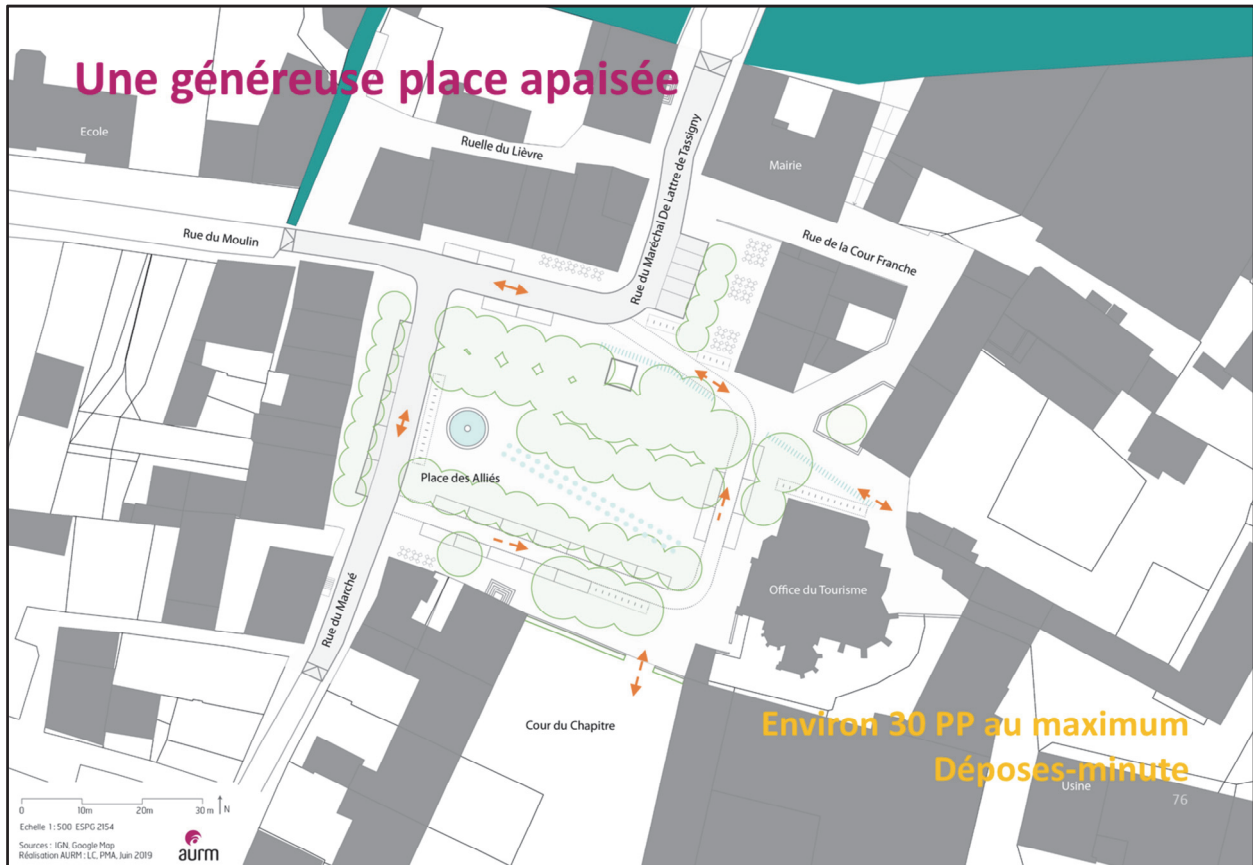 Une généreuse place apaisée
Ecole
Ruelle du Lièvre
Rue du Maréchal De Lattre de Tassigny
Mairie
Rue du Moulin
Rue de la Cour Franche
Place des Alliés
Rue du Marché
Office du Tourisme
Cour du Chapitre
Environ 30 PP au maximum
Déposes-minute
Usine
76
0 10m 20m 30 m N
Echelle 1:500 ESPG 2154
Sources : IGN, Google Map
Réalisation AURM : LC, PMA, Juin 2019
aurm